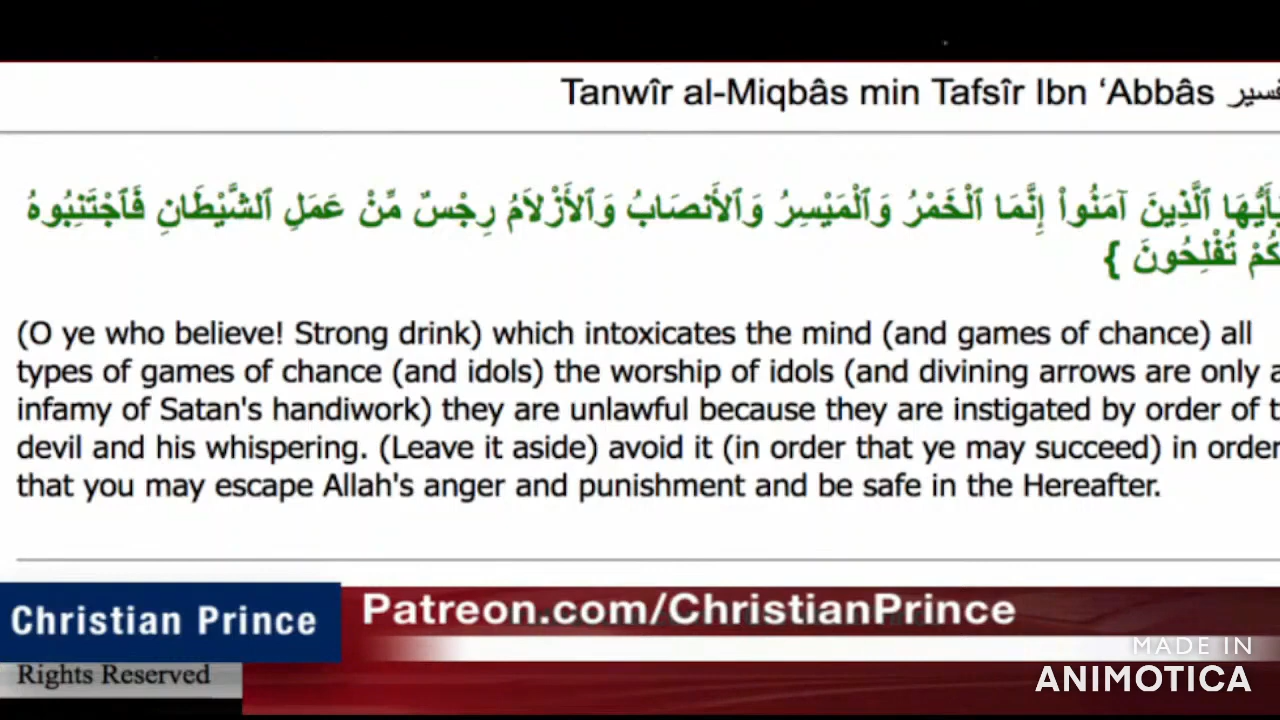 Tanwîr al-Miqbâs min Tafsîr Ibn ‘Abbâs
يَٰأَيُّهَا ٱلَّذِينَ آمَنُواْ إِنَّمَا ٱلْخَمْرُ وَٱلْمَيْسِرُ وَٱلأَنصَابُ وَٱلأَزْلاَمُ رِجْسٌ مِّنْ عَمَلِ ٱلشَّيْطَانِ فَٱجْتَنِبُوهُ
كُمْ تُفْلِحُونَ }
(O ye who believe! Strong drink) which intoxicates the mind (and games of chance) all
types of games of chance (and idols) the worship of idols (and divining arrows are only a
infamy of Satan's handiwork) they are unlawful because they are instigated by order of t
devil and his whispering. (Leave it aside) avoid it (in order that ye may succeed) in order
that you may escape Allah's anger and punishment and be safe in the Hereafter.
Christian Prince
Patreon.com/ChristianPrince
Rights Reserved
MADE IN
ANIMOTICA